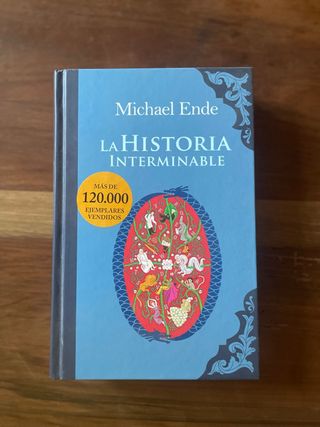 Michael Ende
LA HISTORIA
INTERMINABLE
MÁS DE
120.000
EJEMPLARES
VENDIDOS